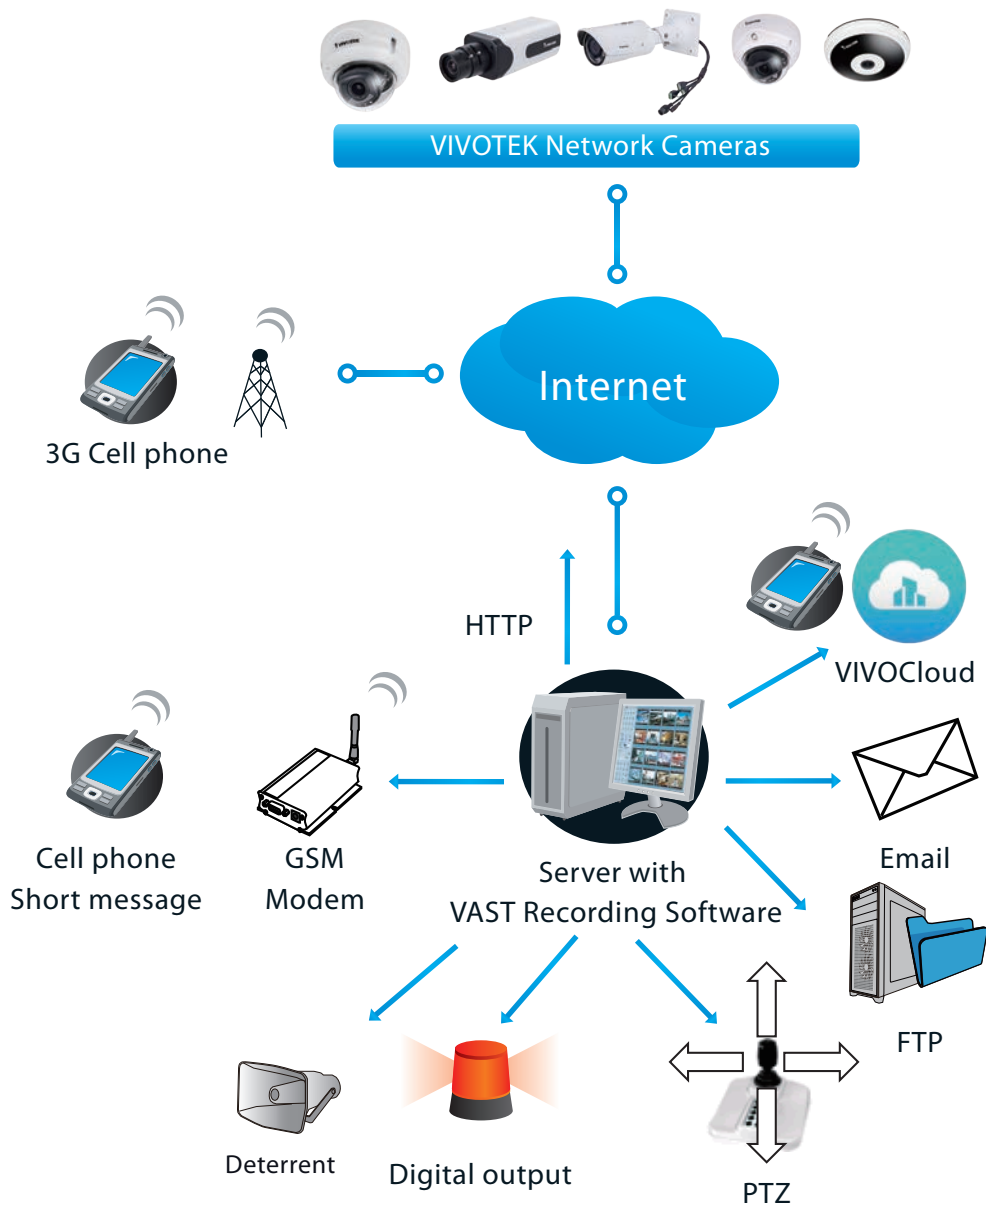 VIVOTEK Network Cameras
Internet
3G Cell phone
HTTP
VIVOCloud
Cell phone
Short message
GSM
Modem
Server with
VAST Recording Software
Email
FTP
Deterrent
Digital output
PTZ